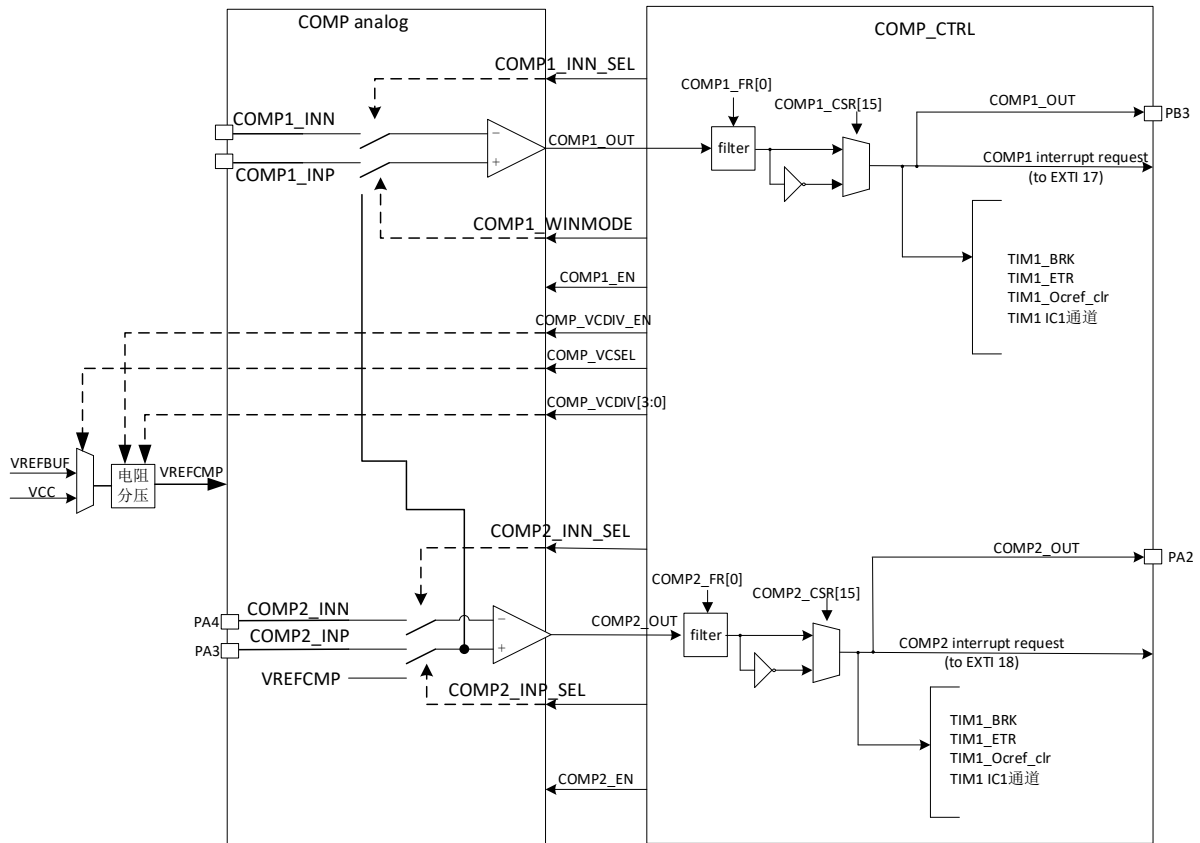 COMP analog
COMP_CTRL
COMP1_INN_SEL
COMP1_FR[0]
COMP1_CSR[15]
COMP1_OUT
PB3
COMP1_INN
−
COMP1_OUT
filter
COMP1_INP
+
COMP1 interrupt request
(to EXTI 17)
COMP1_WINMODE
TIM1_BRK
TIM1_ETR
TIM1_Ocref_clr
TIM1 IC1通道
COMP1_EN
COMP_VCDIV_EN
COMP_VCSEL
COMP_VCDIV[3:0]
VREFBUF
VCC
电阻
分压
VREFCMP
COMP2_INN_SEL
COMP2_OUT
PA2
COMP2_FR[0]
COMP2_CSR[15]
PA4
COMP2_INN
−
COMP2_OUT
filter
PA3
COMP2_INP
+
COMP2 interrupt request
(to EXTI 18)
VREFCMP
COMP2_INP_SEL
TIM1_BRK
TIM1_ETR
TIM1_Ocref_clr
TIM1 IC1通道
COMP2_EN